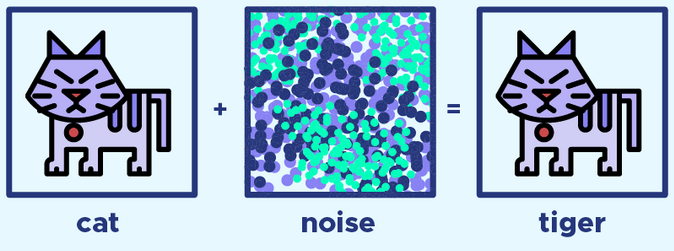 + =
cat noise tiger